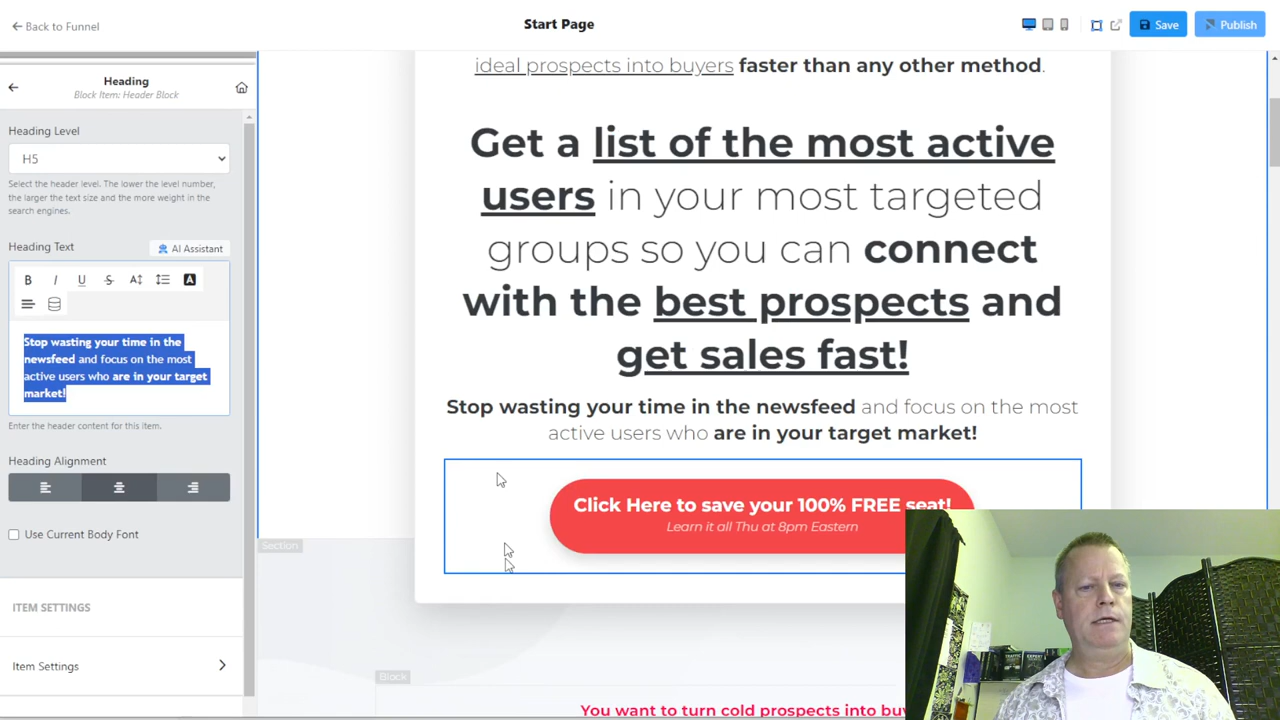 Back to Funnel
Start Page
Save
Publish
Heading
Block Item: Header Block
Heading Level
H5
Select the header level. The lower the level number,
the larger the text size and the more weight in the
search engines.
Heading Text
AI Assistant
B I U S A A
Stop wasting your time in the
newsfeed and focus on the most
active users who are in your target
market!
Enter the header content for this item.
Heading Alignment
Use Current Body Font
ITEM SETTINGS
Item Settings
ideal prospects into buyers faster than any other method.
Get a list of the most active
users in your most targeted
groups so you can connect
with the best prospects and
get sales fast!
Stop wasting your time in the newsfeed and focus on the most
active users who are in your target market!
Click Here to save your 100% FREE seat!
Learn it all Thu at 8pm Eastern
Section
Block
You want to turn cold prospects into
TRAFFIC
EXPERT